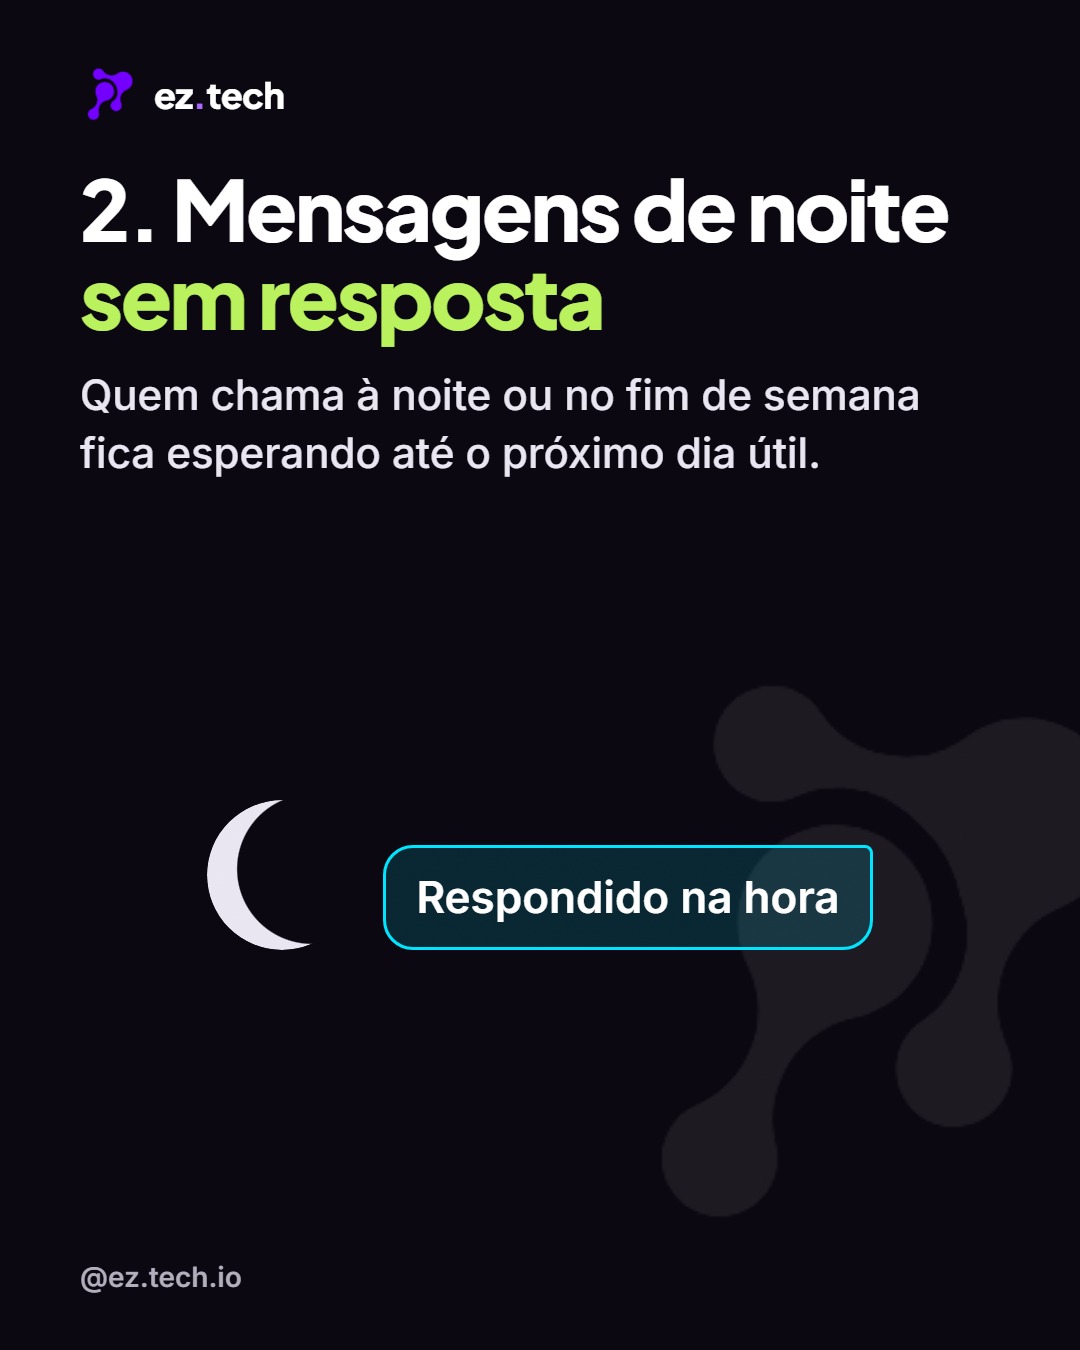 ez.tech
2. Mensagens de noite
sem resposta
Quem chama à noite ou no fim de semana
fica esperando até o próximo dia útil.
Respondido na hora
@ez.tech.io